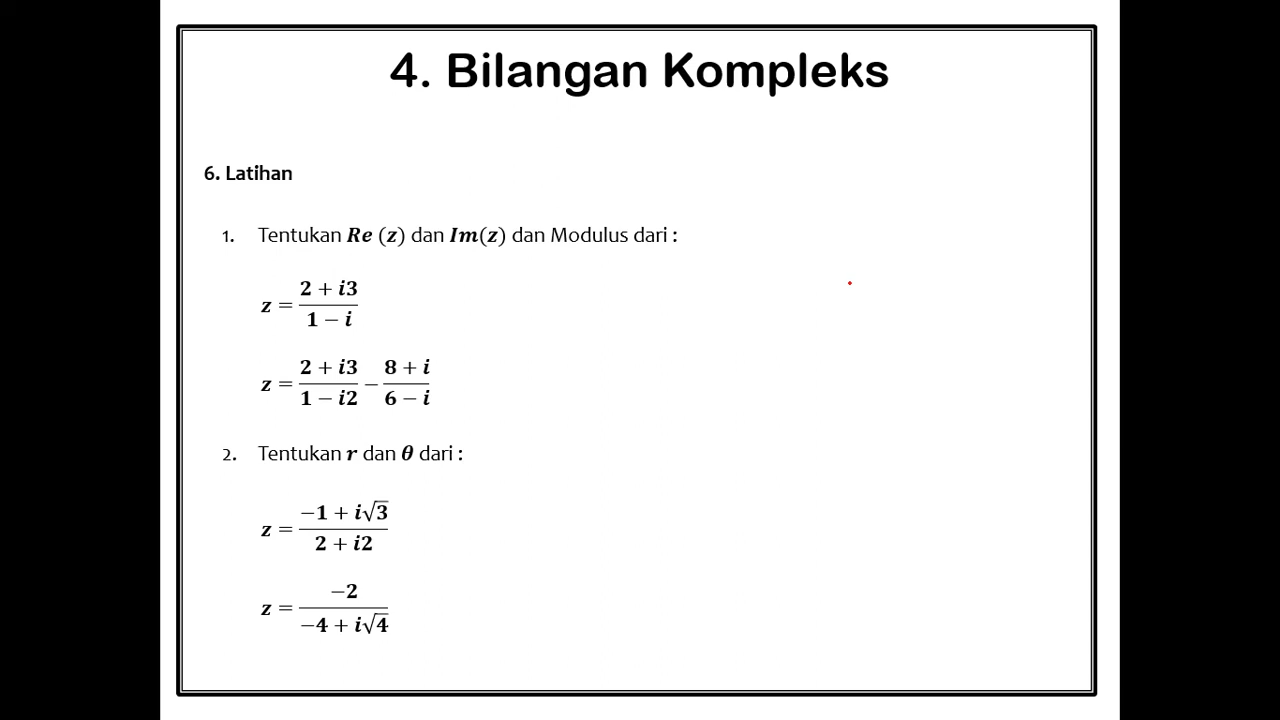 4. Bilangan Kompleks
6. Latihan
1. Tentukan Re (z) dan Im(z) dan Modulus dari :
z = (2 + i3)/(1 − i)
z = (2 + i3)/(1 − i2) − (8 + i)/(6 − i)
2. Tentukan r dan θ dari :
z = (−1 + i√3)/(2 + i2)
z = (−2)/(−4 + i√4)